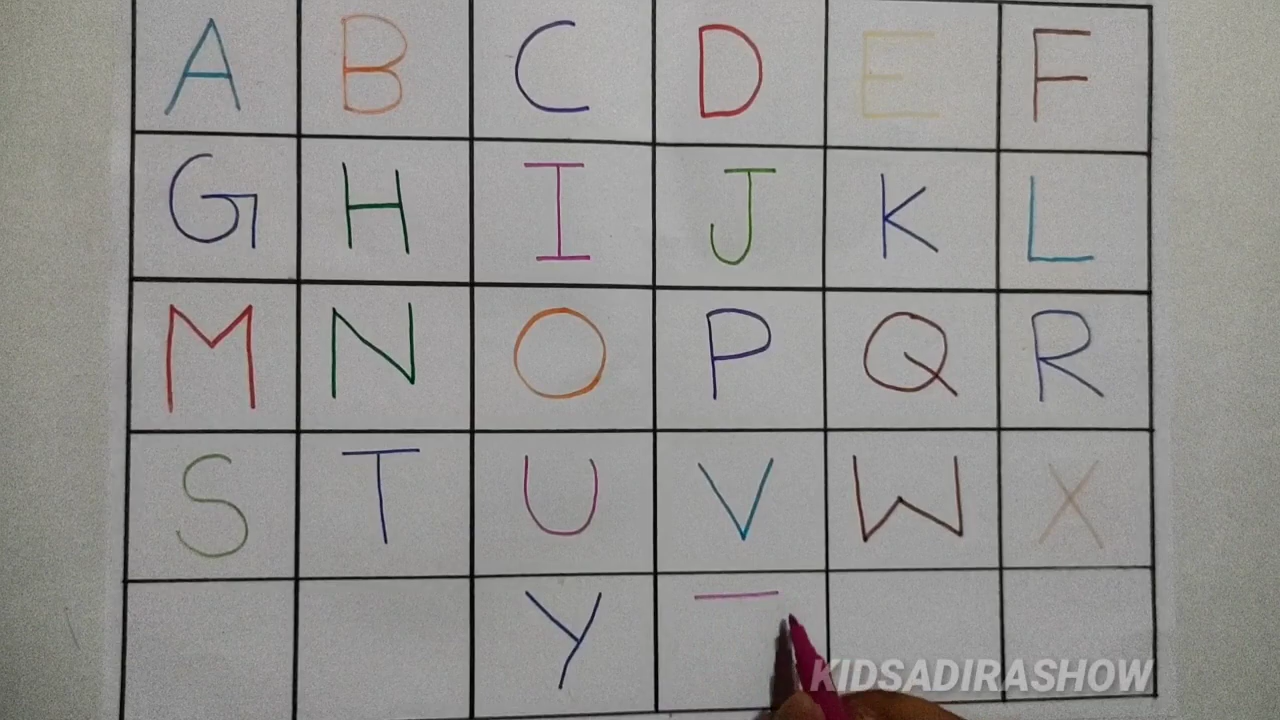 A B C D E F
G H I J K L
M N O P Q R
S T U V W X
Y
KIDSADIRASHOW